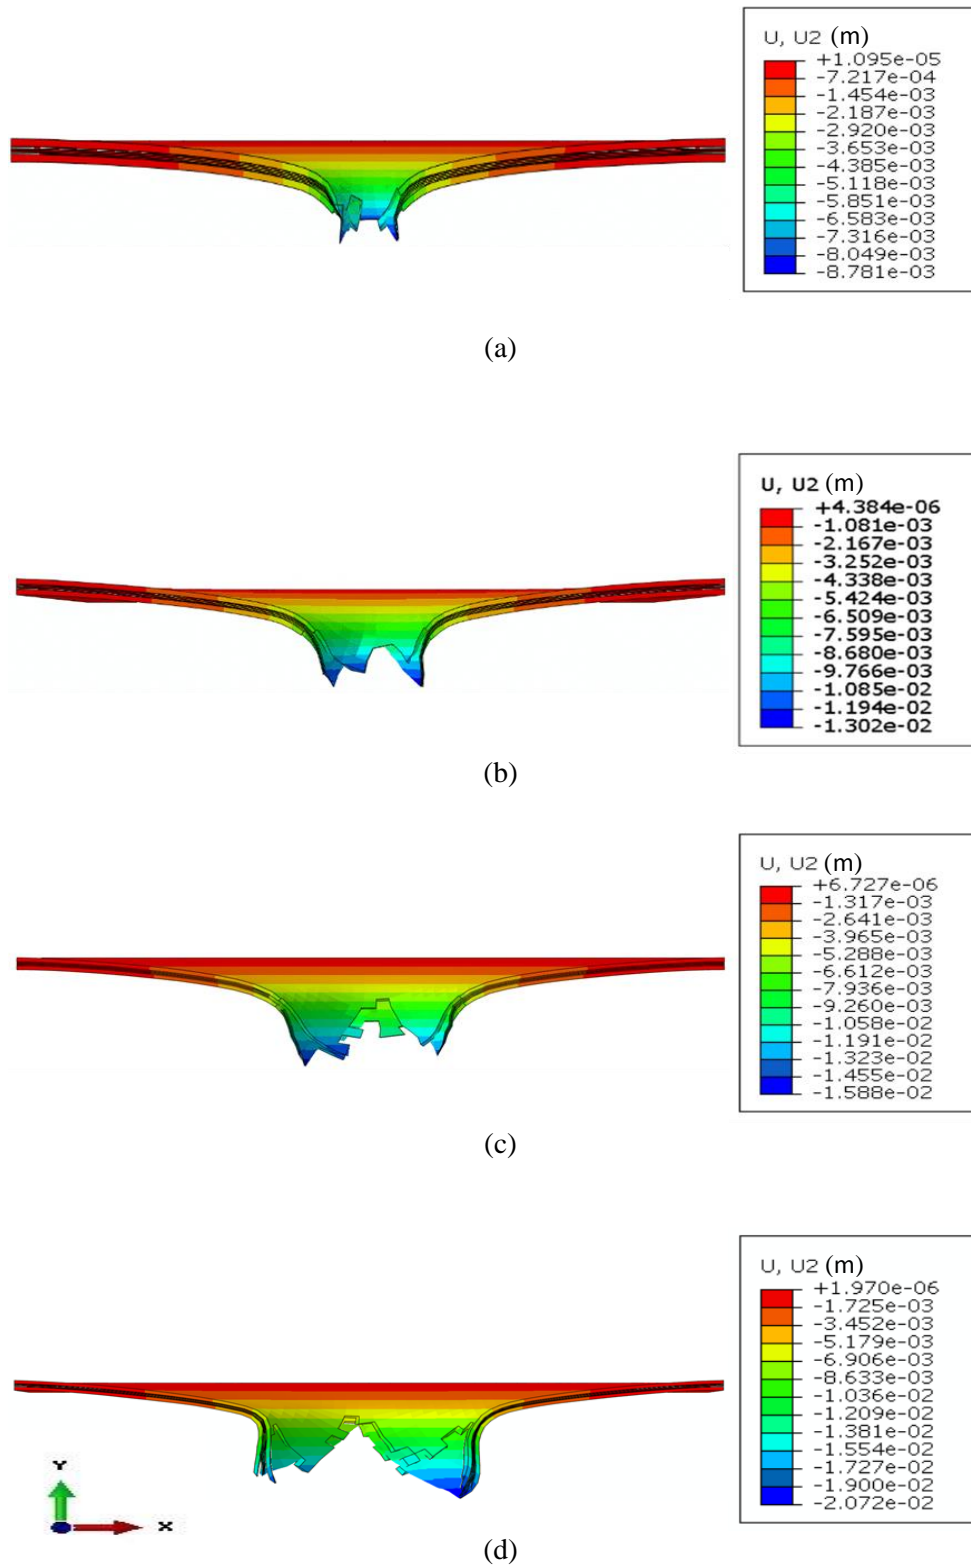 U, U2 (m)
+1.095e-05
-7.217e-04
-1.454e-03
-2.187e-03
-2.920e-03
-3.653e-03
-4.385e-03
-5.118e-03
-5.851e-03
-6.583e-03
-7.316e-03
-8.049e-03
-8.781e-03
(a)
U, U2 (m)
+4.384e-06
-1.081e-03
-2.167e-03
-3.252e-03
-4.338e-03
-5.424e-03
-6.509e-03
-7.595e-03
-8.680e-03
-9.766e-03
-1.085e-02
-1.194e-02
-1.302e-02
(b)
U, U2 (m)
+6.727e-06
-1.317e-03
-2.641e-03
-3.965e-03
-5.288e-03
-6.612e-03
-7.936e-03
-9.260e-03
-1.058e-02
-1.191e-02
-1.323e-02
-1.455e-02
-1.588e-02
(c)
U, U2 (m)
+1.970e-06
-1.725e-03
-3.452e-03
-5.179e-03
-6.906e-03
-8.633e-03
-1.036e-02
-1.209e-02
-1.381e-02
-1.554e-02
-1.727e-02
-1.900e-02
-2.072e-02
Y
X
(d)